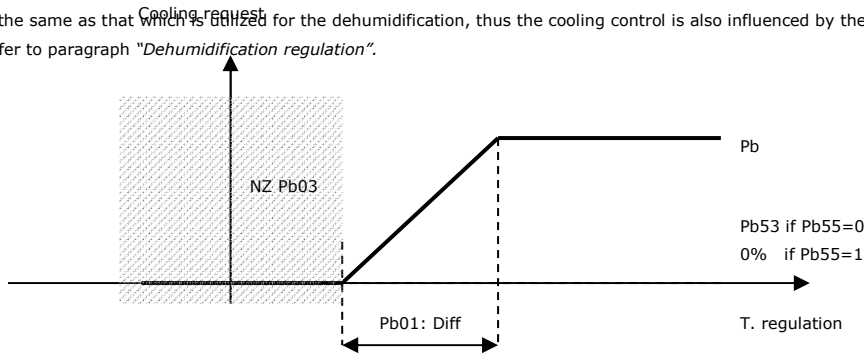 Cooling request
the same as that which is utilized for the dehumidification, thus the cooling control is also influenced by the
fer to paragraph “Dehumidification regulation”.
Pb
NZ Pb03
Pb53 if Pb55=0
0% if Pb55=1
Pb01: Diff
T. regulation